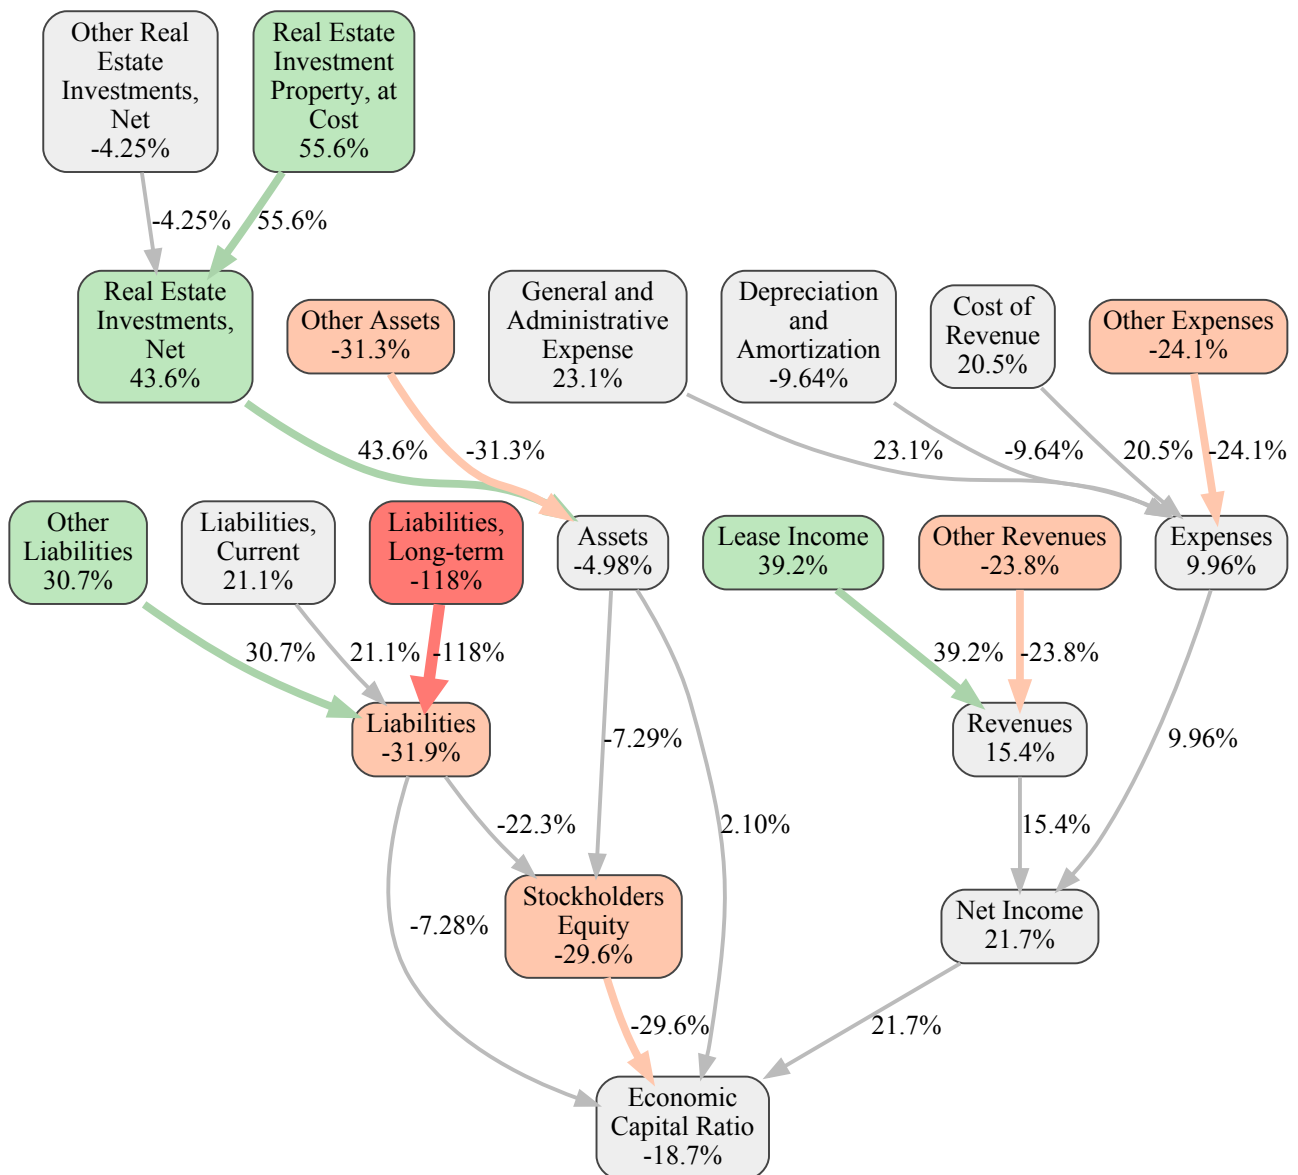 Other Real
Estate
Investments,
Net
-4.25%
Real Estate
Investment
Property, at
Cost
55.6%
-4.25%
55.6%
Real Estate
Investments,
Net
43.6%
Other Assets
-31.3%
General and
Administrative
Expense
23.1%
Depreciation
and
Amortization
-9.64%
Cost of
Revenue
20.5%
Other Expenses
-24.1%
43.6%
-31.3%
23.1%
-9.64%
20.5%
-24.1%
Other
Liabilities
30.7%
Liabilities,
Current
21.1%
Liabilities,
Long-term
-118%
Assets
-4.98%
Lease Income
39.2%
Other Revenues
-23.8%
Expenses
9.96%
30.7%
21.1%
-118%
39.2%
-23.8%
Liabilities
-31.9%
-7.29%
Revenues
15.4%
9.96%
-22.3%
2.10%
15.4%
-7.28%
Stockholders
Equity
-29.6%
Net Income
21.7%
-29.6%
21.7%
Economic
Capital Ratio
-18.7%